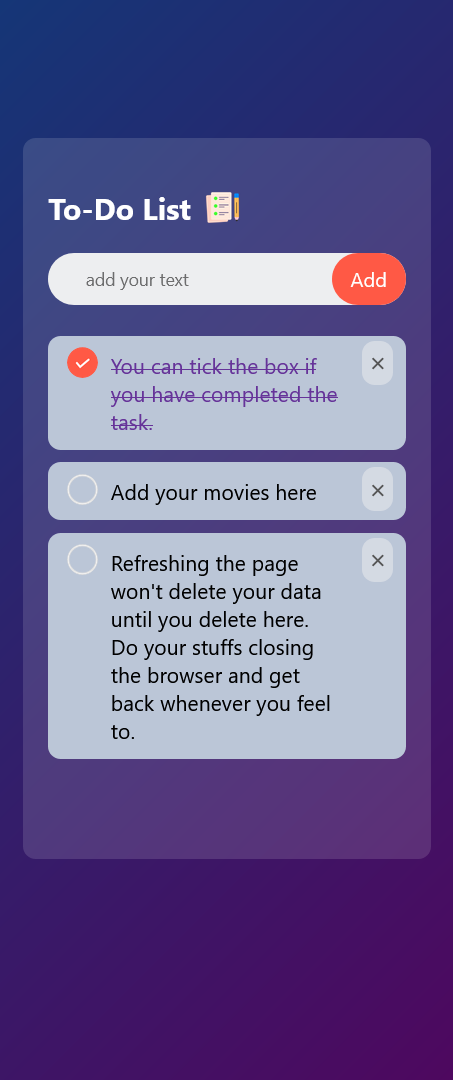 To-Do List
add your text
Add
You can tick the box if
you have completed the
task.
Add your movies here
Refreshing the page
won't delete your data
until you delete here.
Do your stuffs closing
the browser and get
back whenever you feel
to.